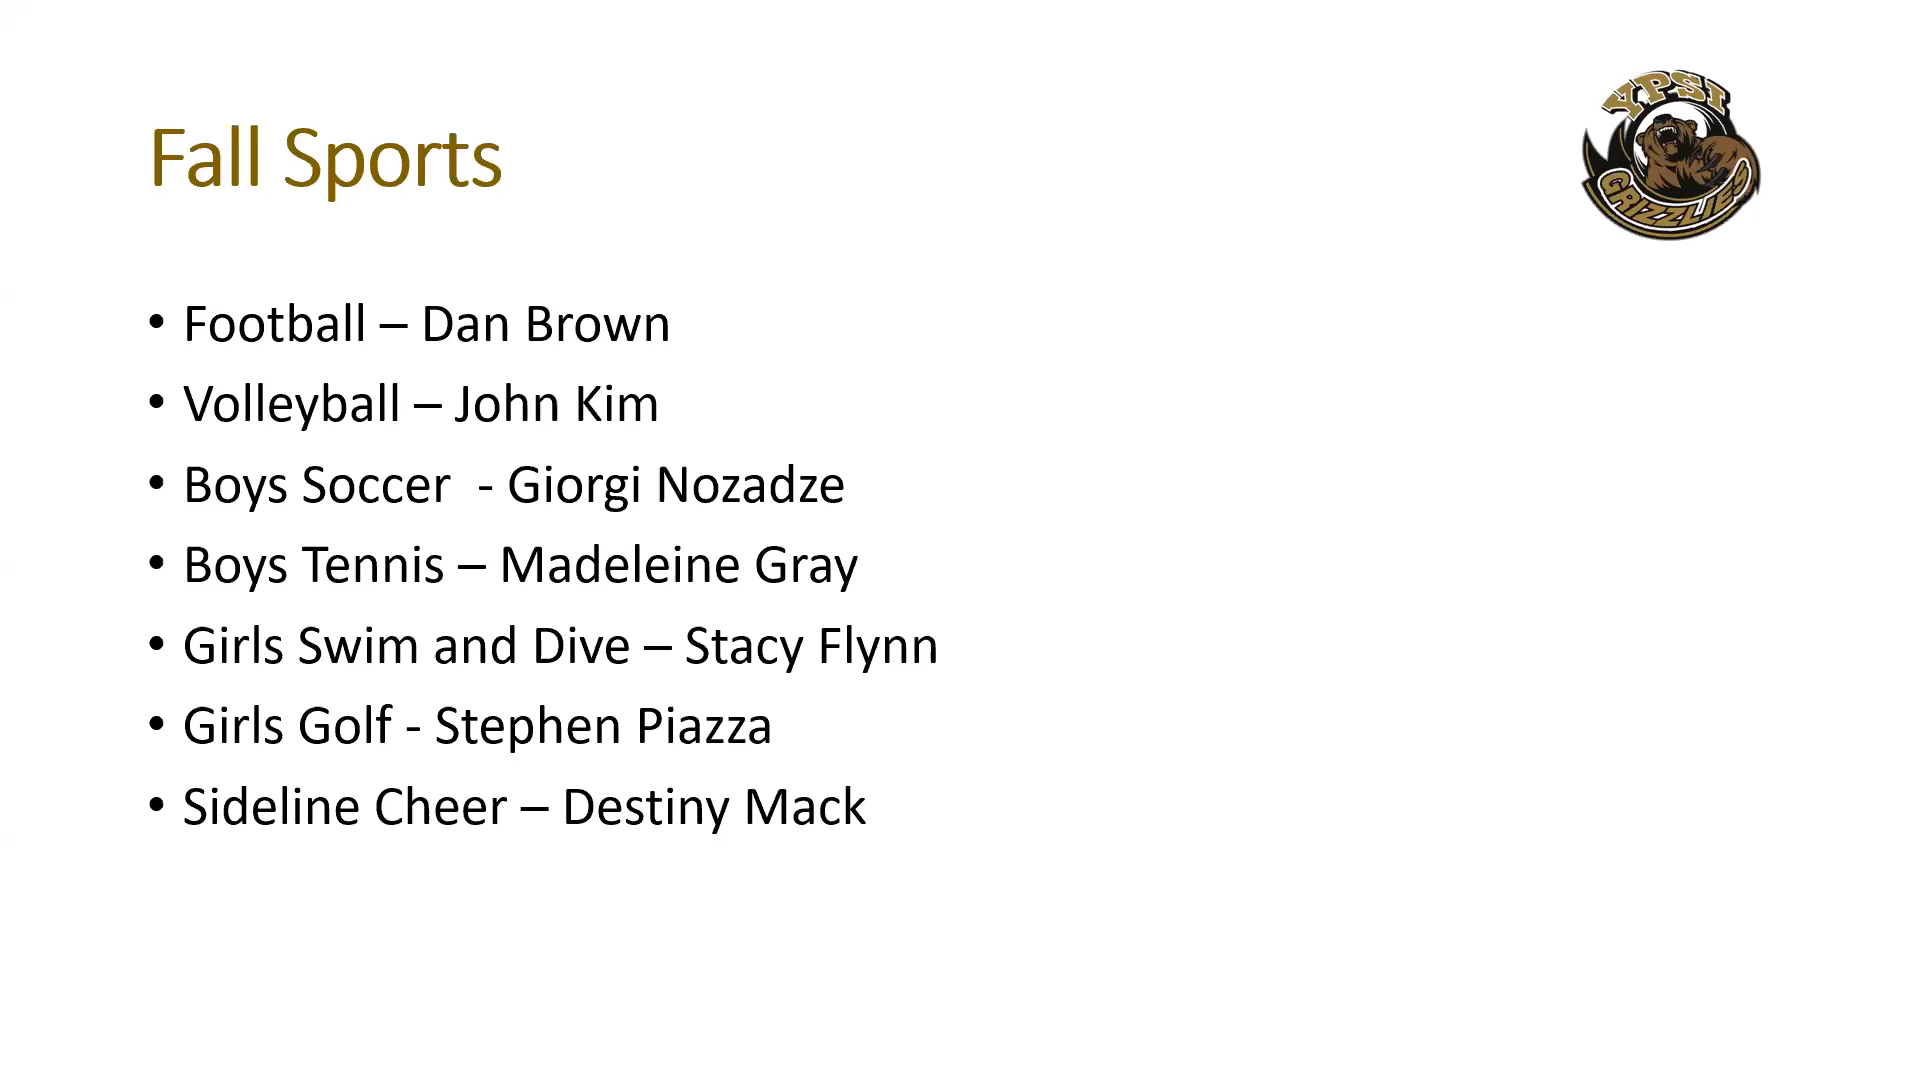 YPSI
GRIZZLIES
Fall Sports
• Football – Dan Brown
• Volleyball – John Kim
• Boys Soccer  - Giorgi Nozadze
• Boys Tennis – Madeleine Gray
• Girls Swim and Dive – Stacy Flynn
• Girls Golf - Stephen Piazza
• Sideline Cheer – Destiny Mack